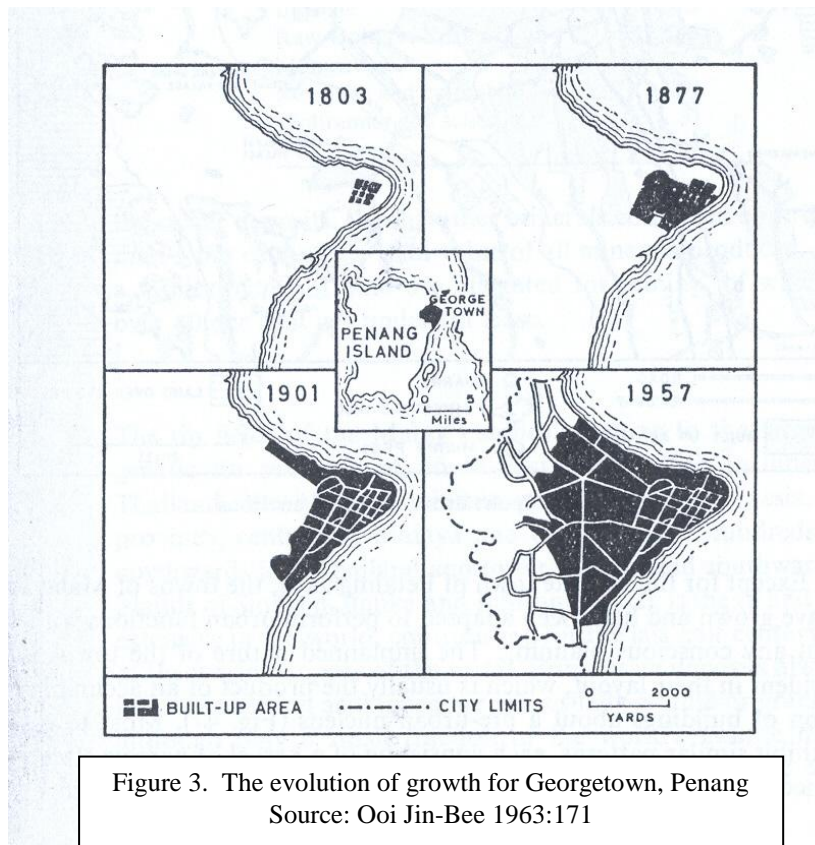 1803
1877
GEORGE
TOWN
PENANG
ISLAND
0 5
Miles
1901
1957
BUILT-UP AREA
CITY LIMITS
2000
YARDS
Figure 3. The evolution of growth for Georgetown, Penang
Source: Ooi Jin-Bee 1963:171